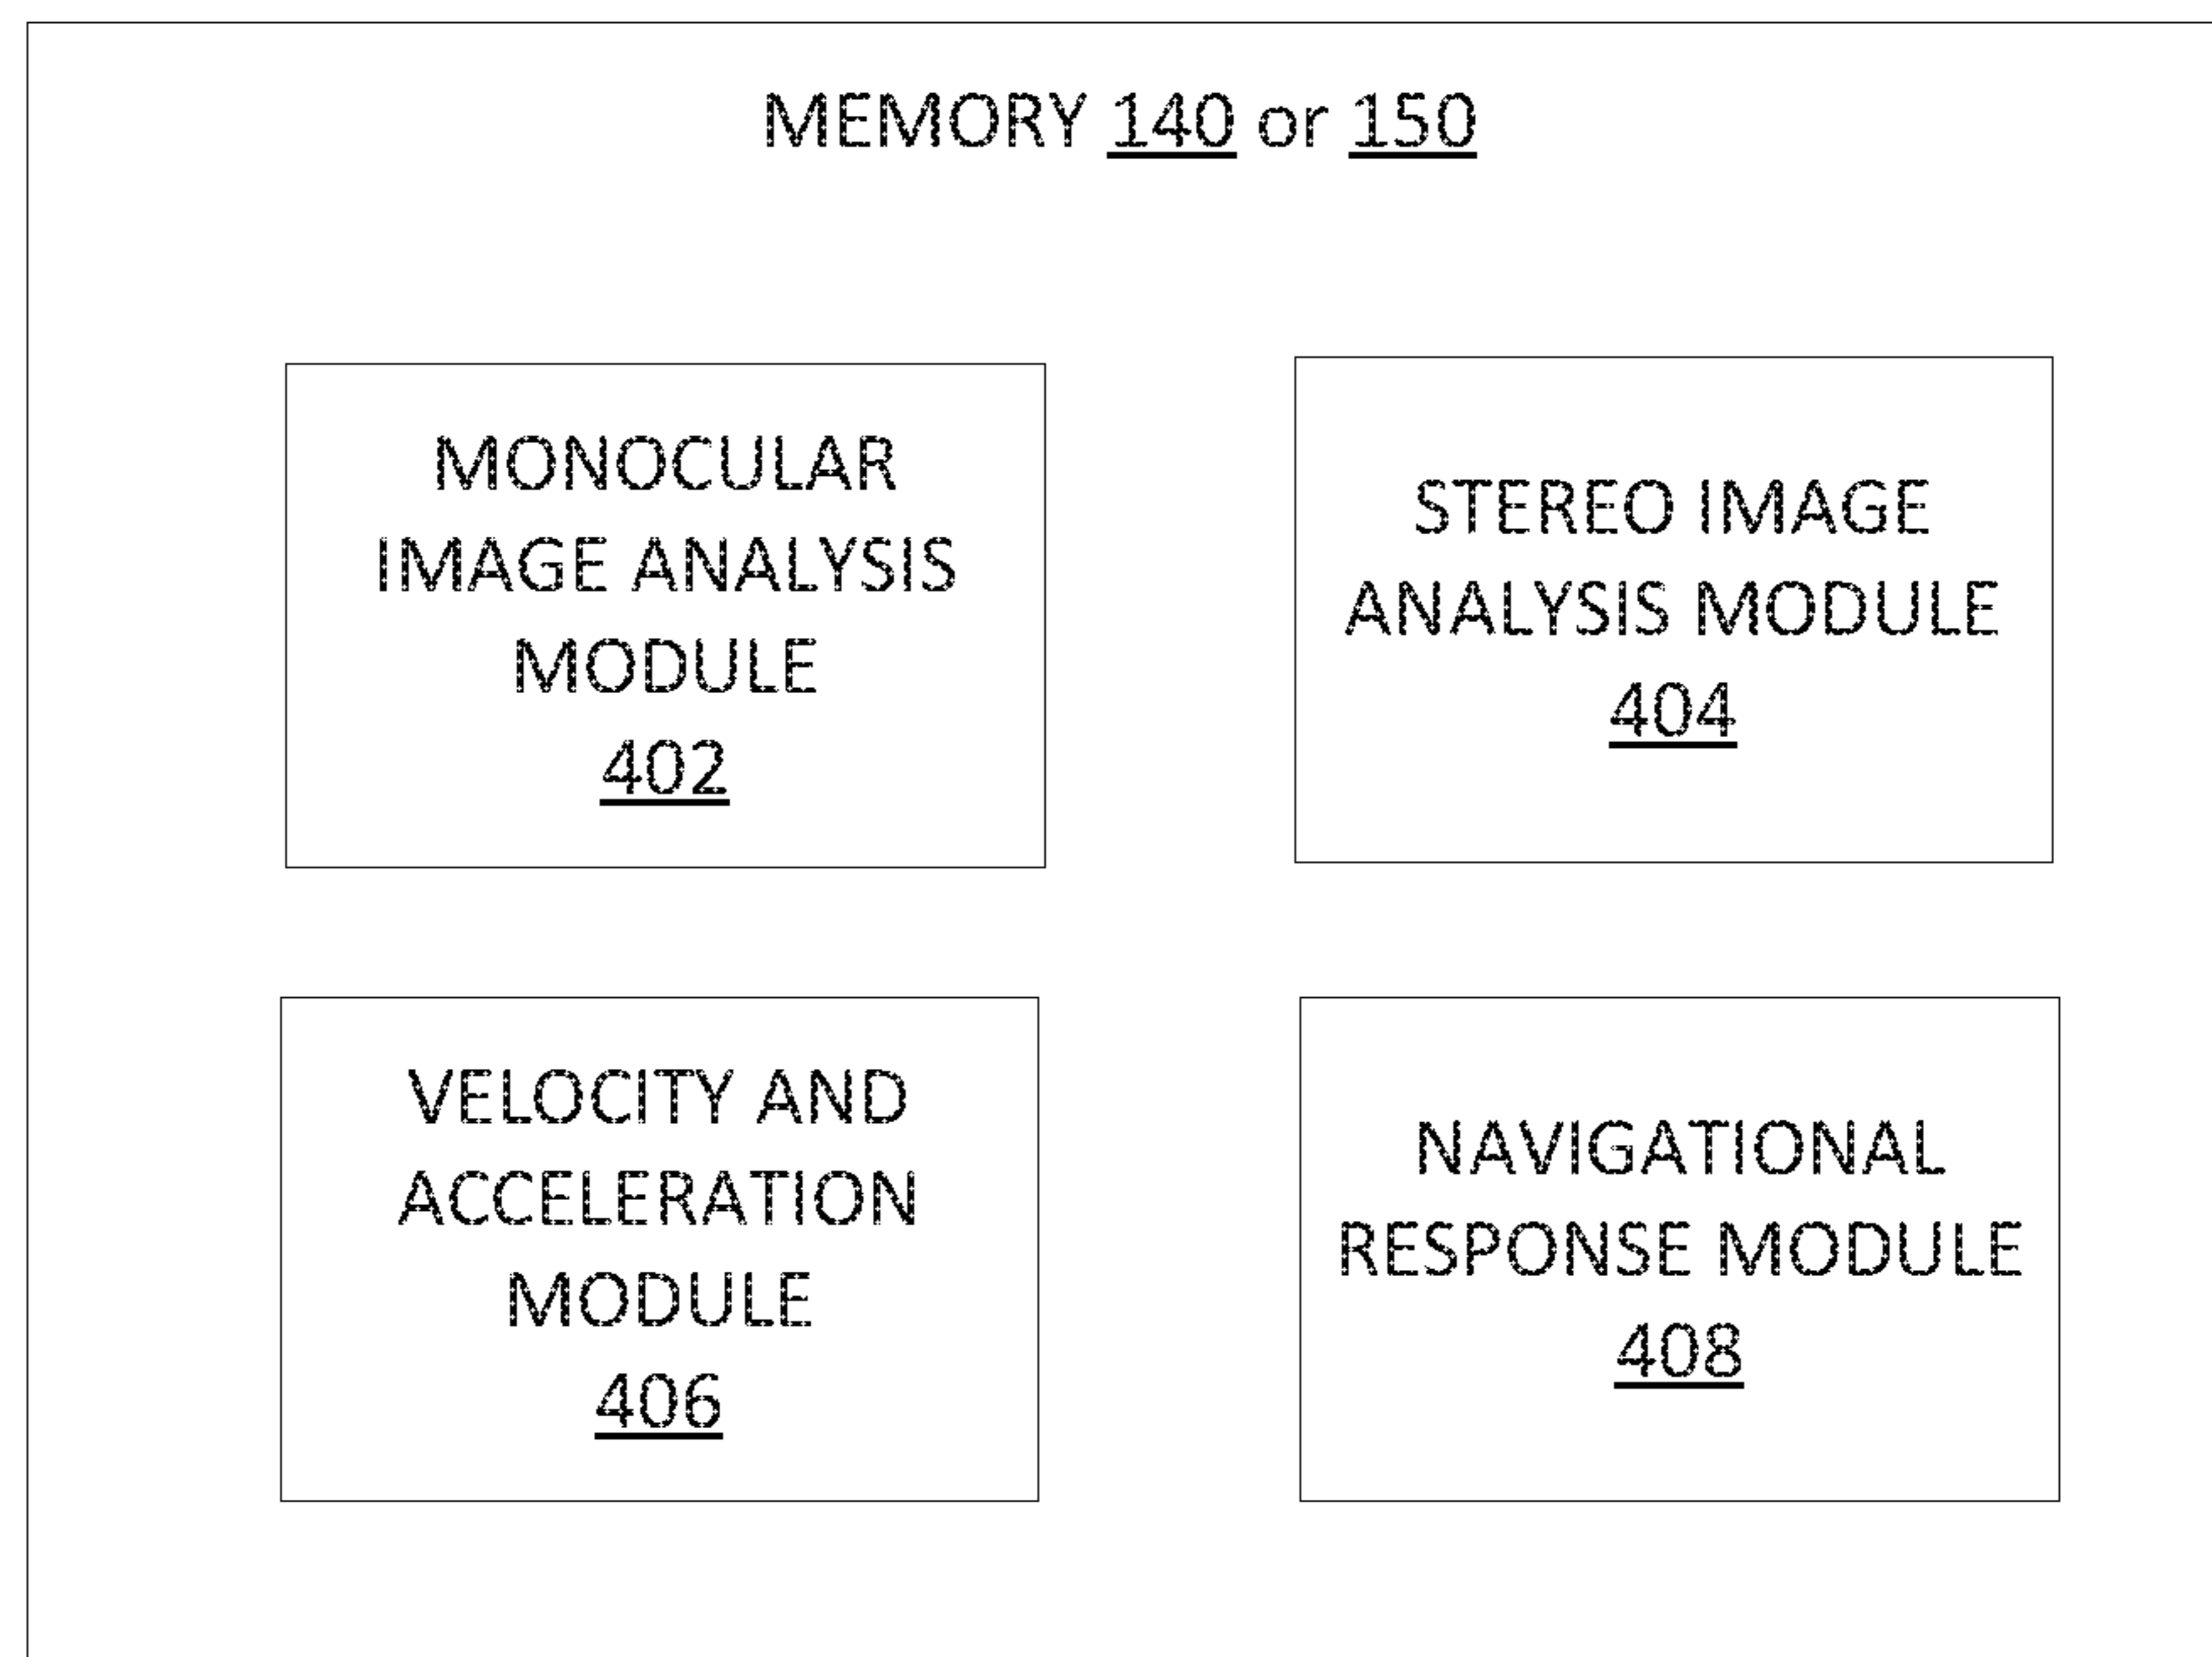 MEMORY 140 or 150
MONOCULAR
IMAGE ANALYSIS
MODULE
402
STEREO IMAGE
ANALYSIS MODULE
404
VELOCITY AND
ACCELERATION
MODULE
406
NAVIGATIONAL
RESPONSE MODULE
408